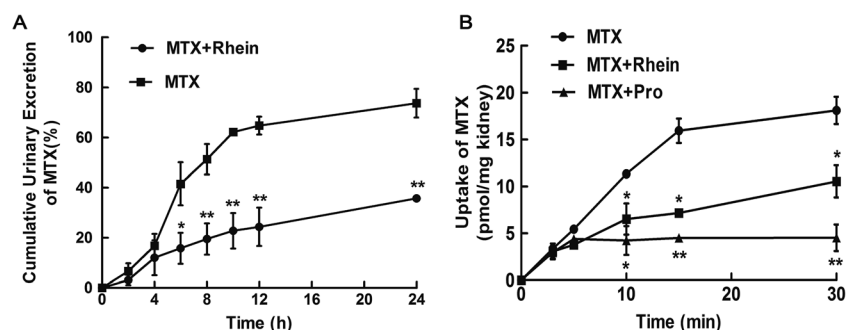 A
MTX+Rhein
MTX
Cumulative Urinary Excretion
of MTX(%)
100
80
60
40
20
0
* ** ** ** **
0 4 8 12 16 20 24
Time (h)
B
MTX
MTX+Rhein
MTX+Pro
Uptake of MTX
(pmol/mg kidney)
25
20
15
10
5
0
* * *
* ** **
0 10 20 30
Time (min)